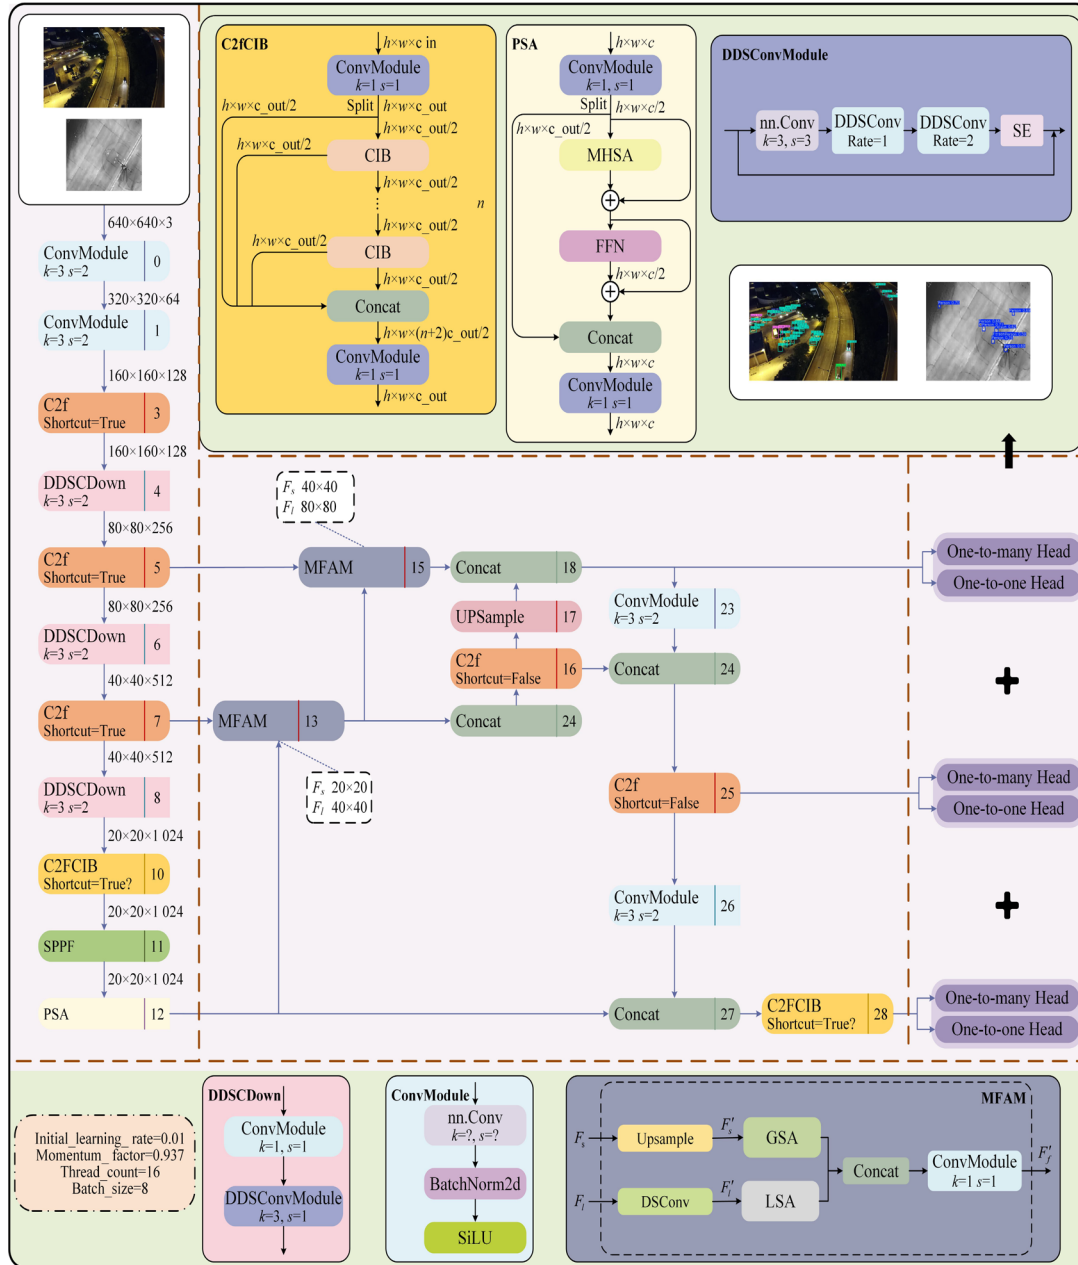 640×640×3
ConvModule
k=3 s=2
0
320×320×64
ConvModule
k=3 s=2
1
160×160×128
C2f
Shortcut=True
3
160×160×128
DDSCDown
k=3 s=2
4
80×80×256
C2f
Shortcut=True
5
80×80×256
DDSCDown
k=3 s=2
6
40×40×512
C2f
Shortcut=True
7
40×40×512
DDSCDown
k=3 s=2
8
20×20×1 024
C2FCIB
Shortcut=True?
10
20×20×1 024
SPPF
11
20×20×1 024
PSA
12
C2fCIB
h×w×c in
ConvModule
k=1 s=1
Split
h×w×c_out
h×w×c_out/2
h×w×c_out/2
h×w×c_out/2
CIB
h×w×c_out/2
n
h×w×c_out/2
h×w×c_out/2
CIB
h×w×c_out/2
Concat
h×w×(n+2)c_out/2
ConvModule
k=1 s=1
h×w×c_out
PSA
h×w×c
ConvModule
k=1, s=1
Split
h×w×c/2
h×w×c_out/2
MHSA
FFN
h×w×c/2
Concat
h×w×c
ConvModule
k=1 s=1
h×w×c
DDSConvModule
nn.Conv
k=3, s=3
DDSConv
Rate=1
DDSConv
Rate=2
SE
Fs 40×40
Fl 80×80
MFAM
15
Concat
18
UPSample
17
C2f
Shortcut=False
16
Concat
24
MFAM
13
Fs 20×20
Fl 40×40
ConvModule
k=3 s=2
23
Concat
24
C2f
Shortcut=False
25
ConvModule
k=3 s=2
26
Concat
27
C2FCIB
Shortcut=True?
28
One-to-many Head
One-to-one Head
One-to-many Head
One-to-one Head
One-to-many Head
One-to-one Head
Initial_learning_rate=0.01
Momentum_factor=0.937
Thread_count=16
Batch_size=8
DDSCDown
ConvModule
k=1, s=1
DDSConvModule
k=3, s=1
ConvModule
nn.Conv
k=?, s=?
BatchNorm2d
SiLU
MFAM
Fs
Upsample
Fs′
GSA
Fl
DSConv
Fl′
LSA
Concat
ConvModule
k=1 s=1
Ff′